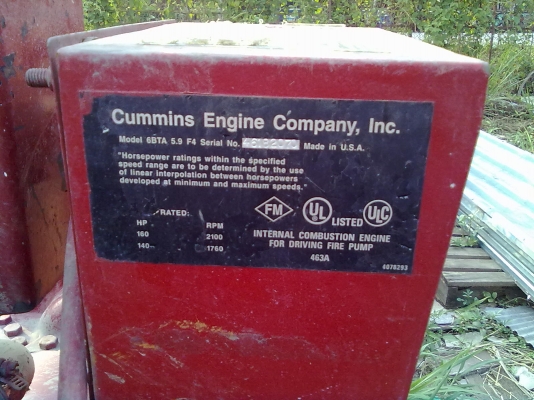 Cummins Engine Company, Inc.
Model 6BTA 5.9 F4 Serial No. Made in U.S.A.
"Horsepower ratings within the specified
speed range are to be determined by the use
of linear interpolation between horsepowers
developed at minimum and maximum speeds."
RATED:
HP RPM
160 2100
140 1760
FM UL LISTED ULC
INTERNAL COMBUSTION ENGINE
FOR DRIVING FIRE PUMP
463A
4078293